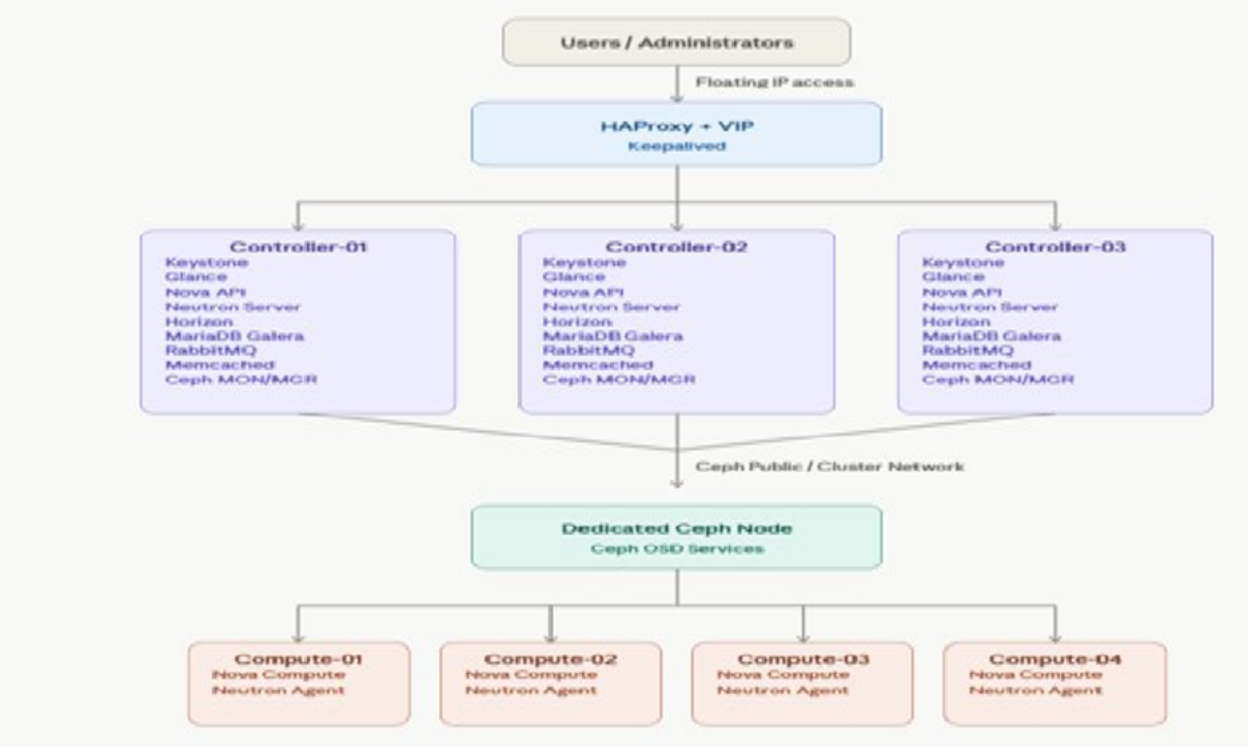 Users / Administrators
Floating IP access
HAProxy + VIP
Keepalived
Controller-01
Keystone
Glance
Nova API
Neutron Server
Horizon
MariaDB Galera
RabbitMQ
Memcached
Ceph MON/MGR
Controller-02
Keystone
Glance
Nova API
Neutron Server
Horizon
MariaDB Galera
RabbitMQ
Memcached
Ceph MON/MGR
Controller-03
Keystone
Glance
Nova API
Neutron Server
Horizon
MariaDB Galera
RabbitMQ
Memcached
Ceph MON/MGR
Ceph Public / Cluster Network
Dedicated Ceph Node
Ceph OSD Services
Compute-01
Nova Compute
Neutron Agent
Compute-02
Nova Compute
Neutron Agent
Compute-03
Nova Compute
Neutron Agent
Compute-04
Nova Compute
Neutron Agent